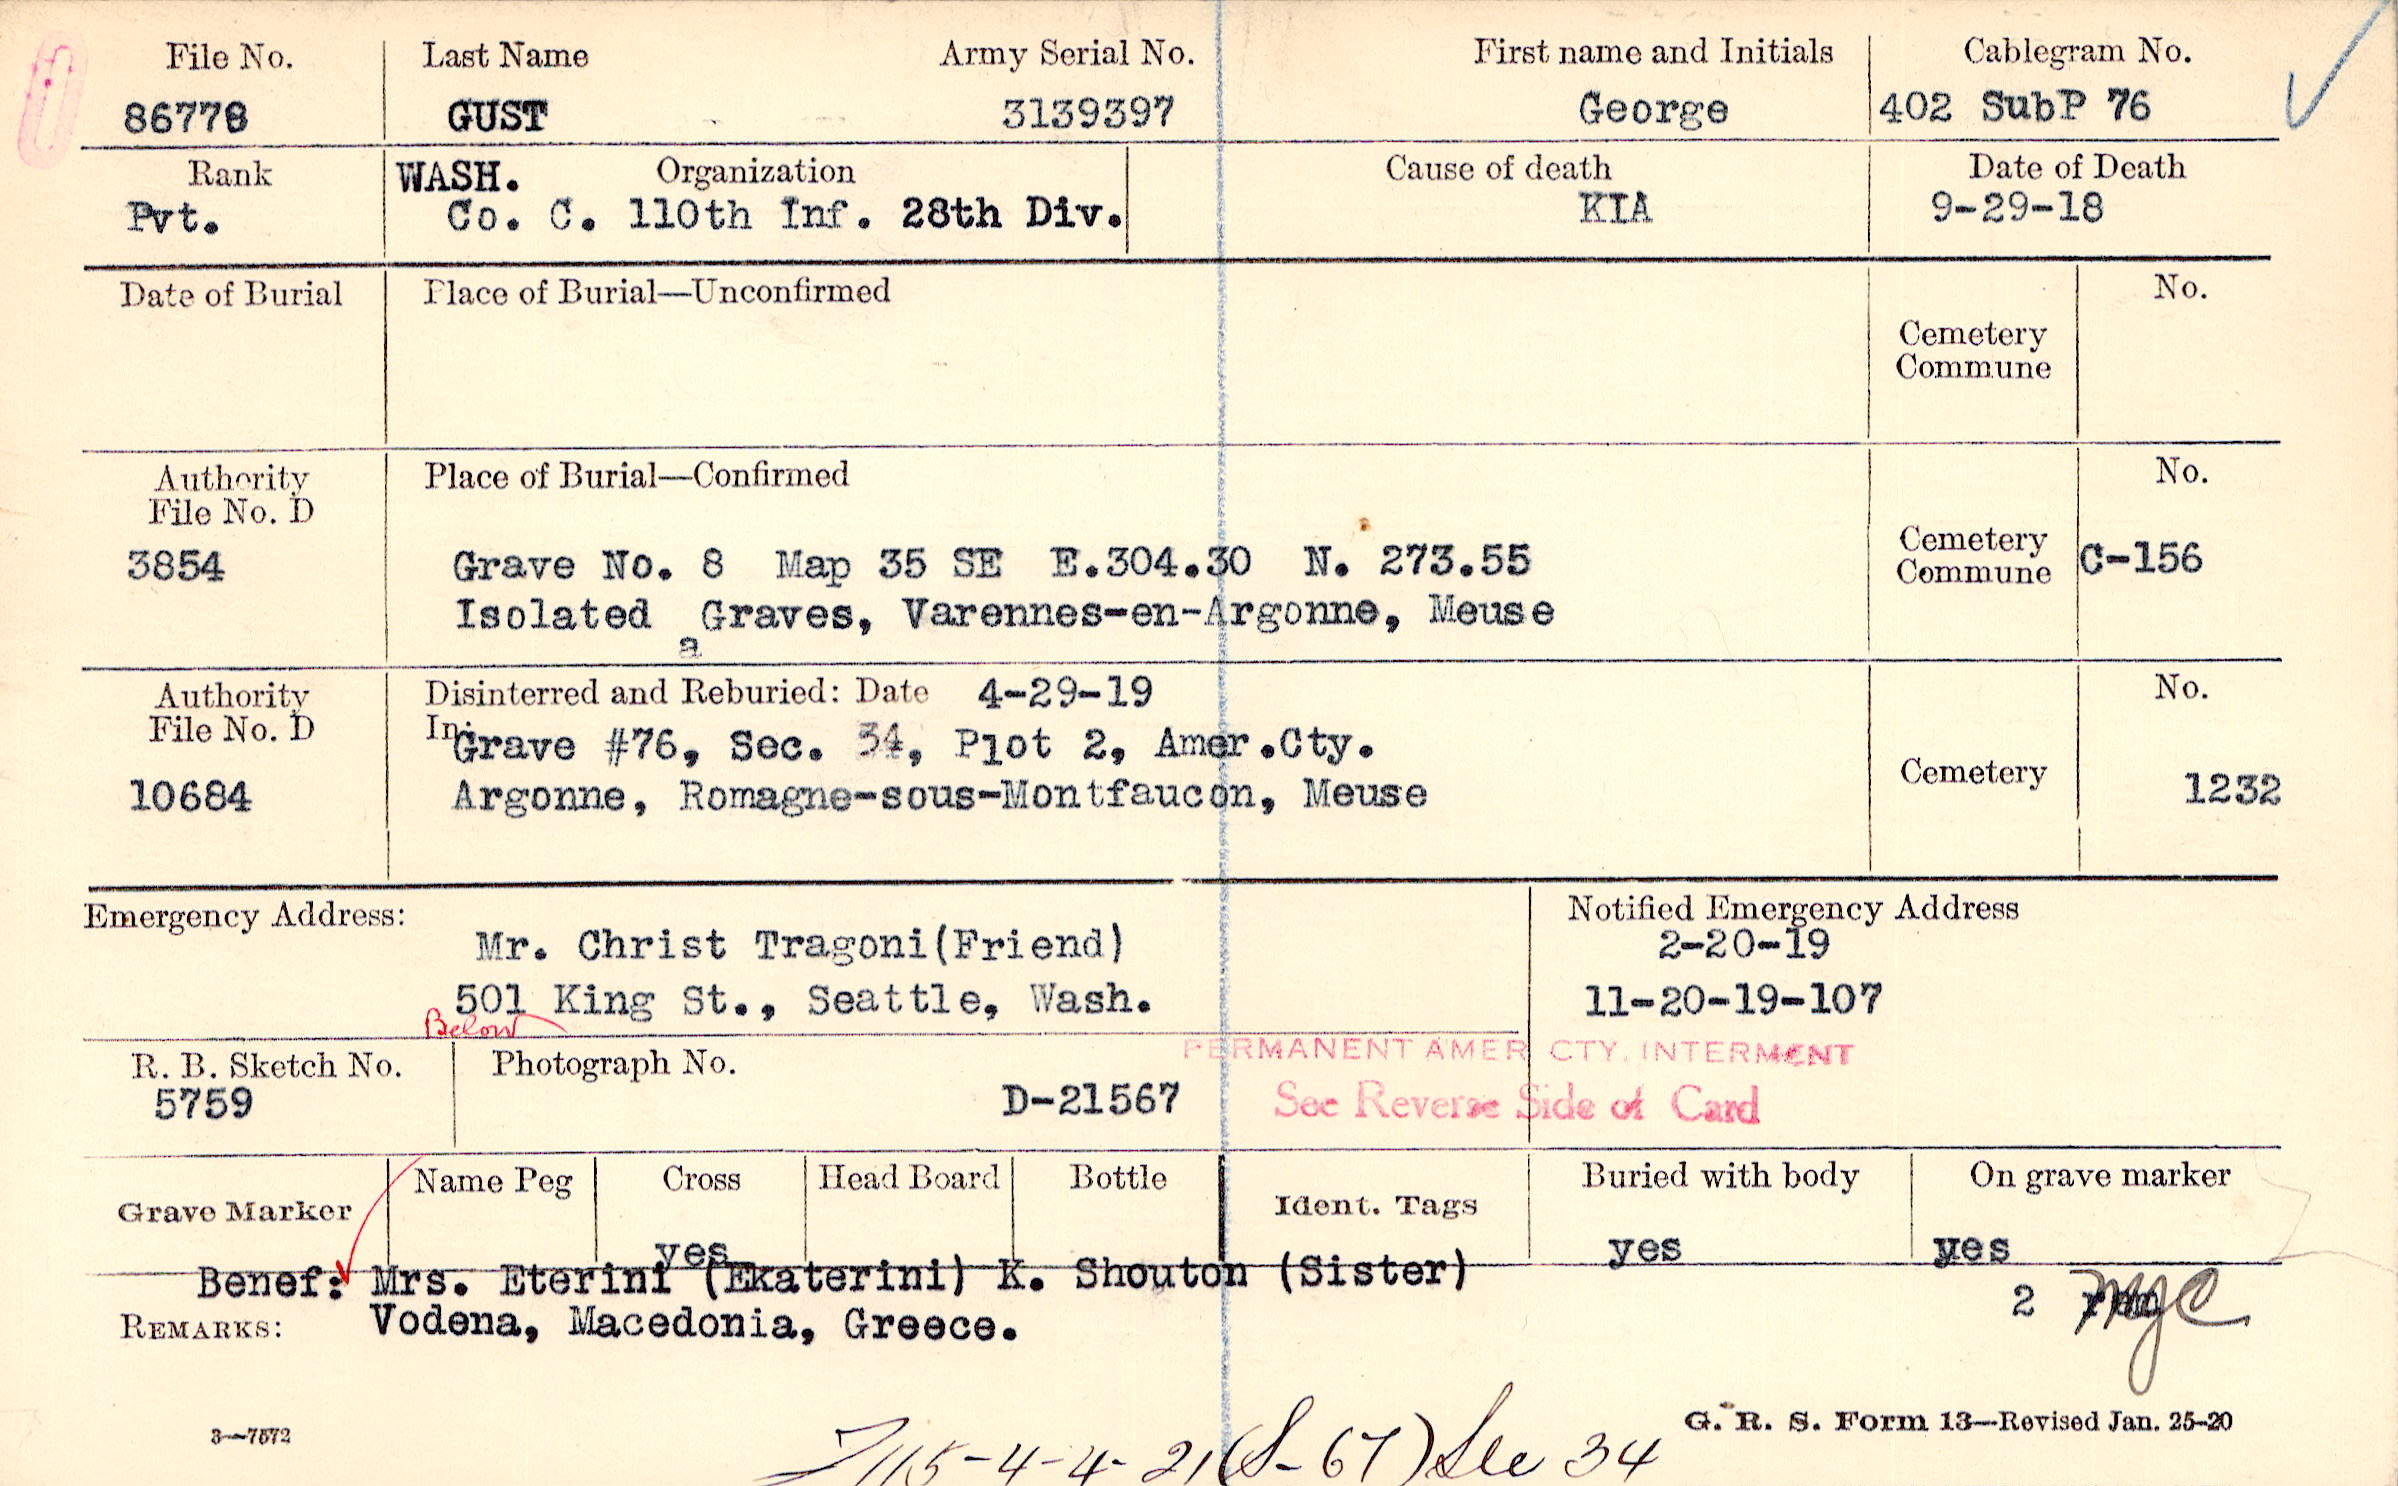 File No. Last Name Army Serial No. First name and Initials Cablegram No.
86778 GUST 3139397 George 402 SubP 76
Rank WASH. Organization Cause of death Date of Death
Pvt. Co. C. 110th Inf. 28th Div. KIA 9-29-18
Date of Burial Place of Burial—Unconfirmed No.
Cemetery
Commune
Authority Place of Burial—Confirmed No.
File No. D
3854 Grave No. 8 Map 35 SE E.304.30 N. 273.55 Cemetery
Commune C-156
Isolated Graves, Varennes-en-Argonne, Meuse
a
Authority Disinterred and Reburied: Date 4-29-19 No.
File No. D In: Grave #76, Sec. 34, Plot 2, Amer.Cty.
10684 Argonne, Romagne-sous-Montfaucon, Meuse Cemetery 1232
Emergency Address: Notified Emergency Address
Mr. Christ Tragoni(Friend) 2-20-19
501 King St., Seattle, Wash. 11-20-19-107
Below
R. B. Sketch No. Photograph No. PERMANENT AMER CTY. INTERMENT
5759 D-21567 See Reverse Side of Card
Grave Marker Name Peg Cross Head Board Bottle Ident. Tags Buried with body On grave marker
yes yes yes
Benef: Mrs. Eterini (Ekaterini) K. Shouton (Sister)
REMARKS: Vodena, Macedonia, Greece. 2
3—7572 G. R. S. Form 13—Revised Jan. 25-20
115-4-4-21(S-67) See 34